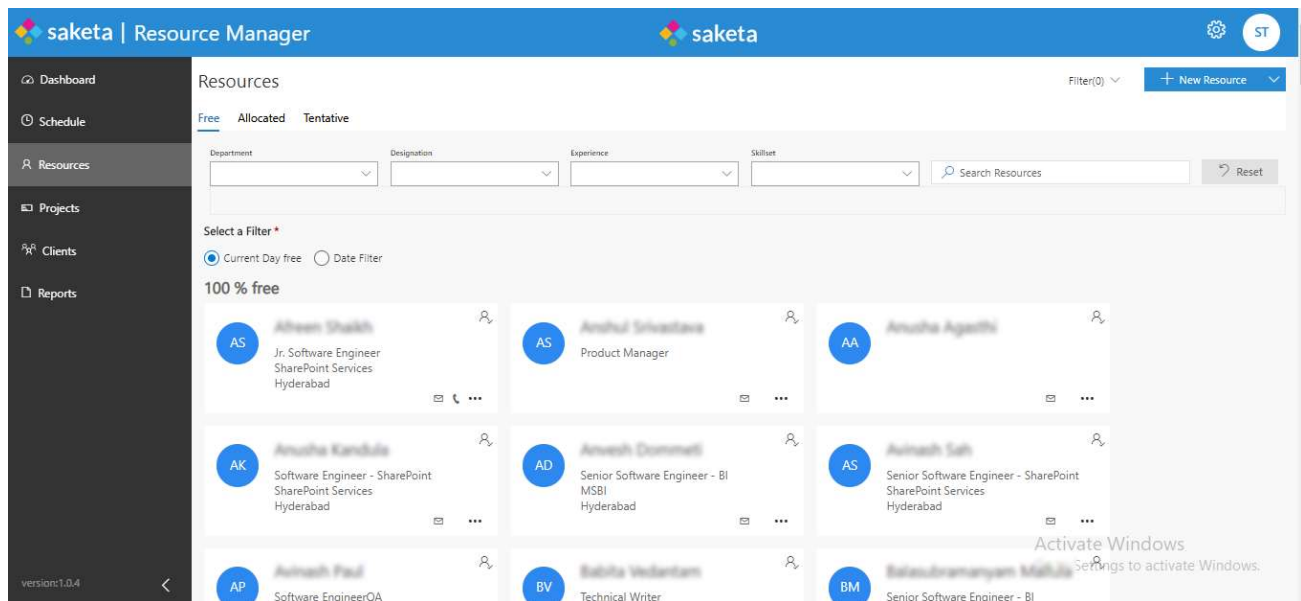 saketa | Resource Manager
saketa
ST
Dashboard
Schedule
Resources
Projects
Clients
Reports
version:1.0.4
Resources
Filter(0)
New Resource
Free Allocated Tentative
Department Designation Experience Skillset
Search Resources
Reset
Select a Filter *
Current Day free Date Filter
100 % free
AS
Jr. Software Engineer
SharePoint Services
Hyderabad
AS
Product Manager
AA
AK
Software Engineer - SharePoint
SharePoint Services
Hyderabad
AD
Senior Software Engineer - BI
MSBI
Hyderabad
AS
Senior Software Engineer - SharePoint
SharePoint Services
Hyderabad
AP
Software EngineerQA
BV
Technical Writer
BM
Senior Software Engineer - BI
Activate Windows
Settings to activate Windows.